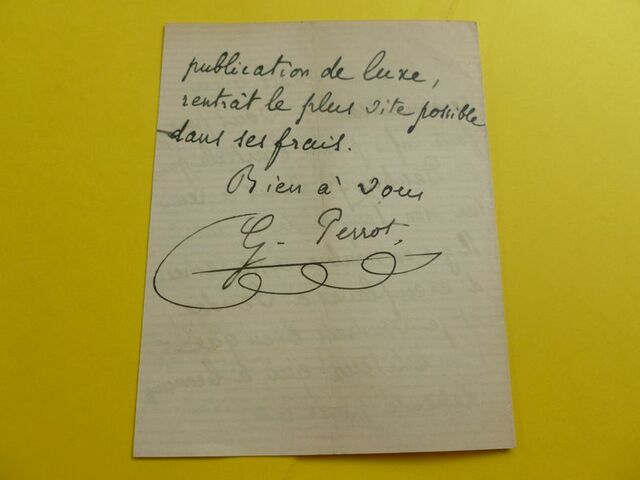 publication de luxe,
rentrât le plus vite possible
dans ses frais.
Bien à vous
G. Perrot.